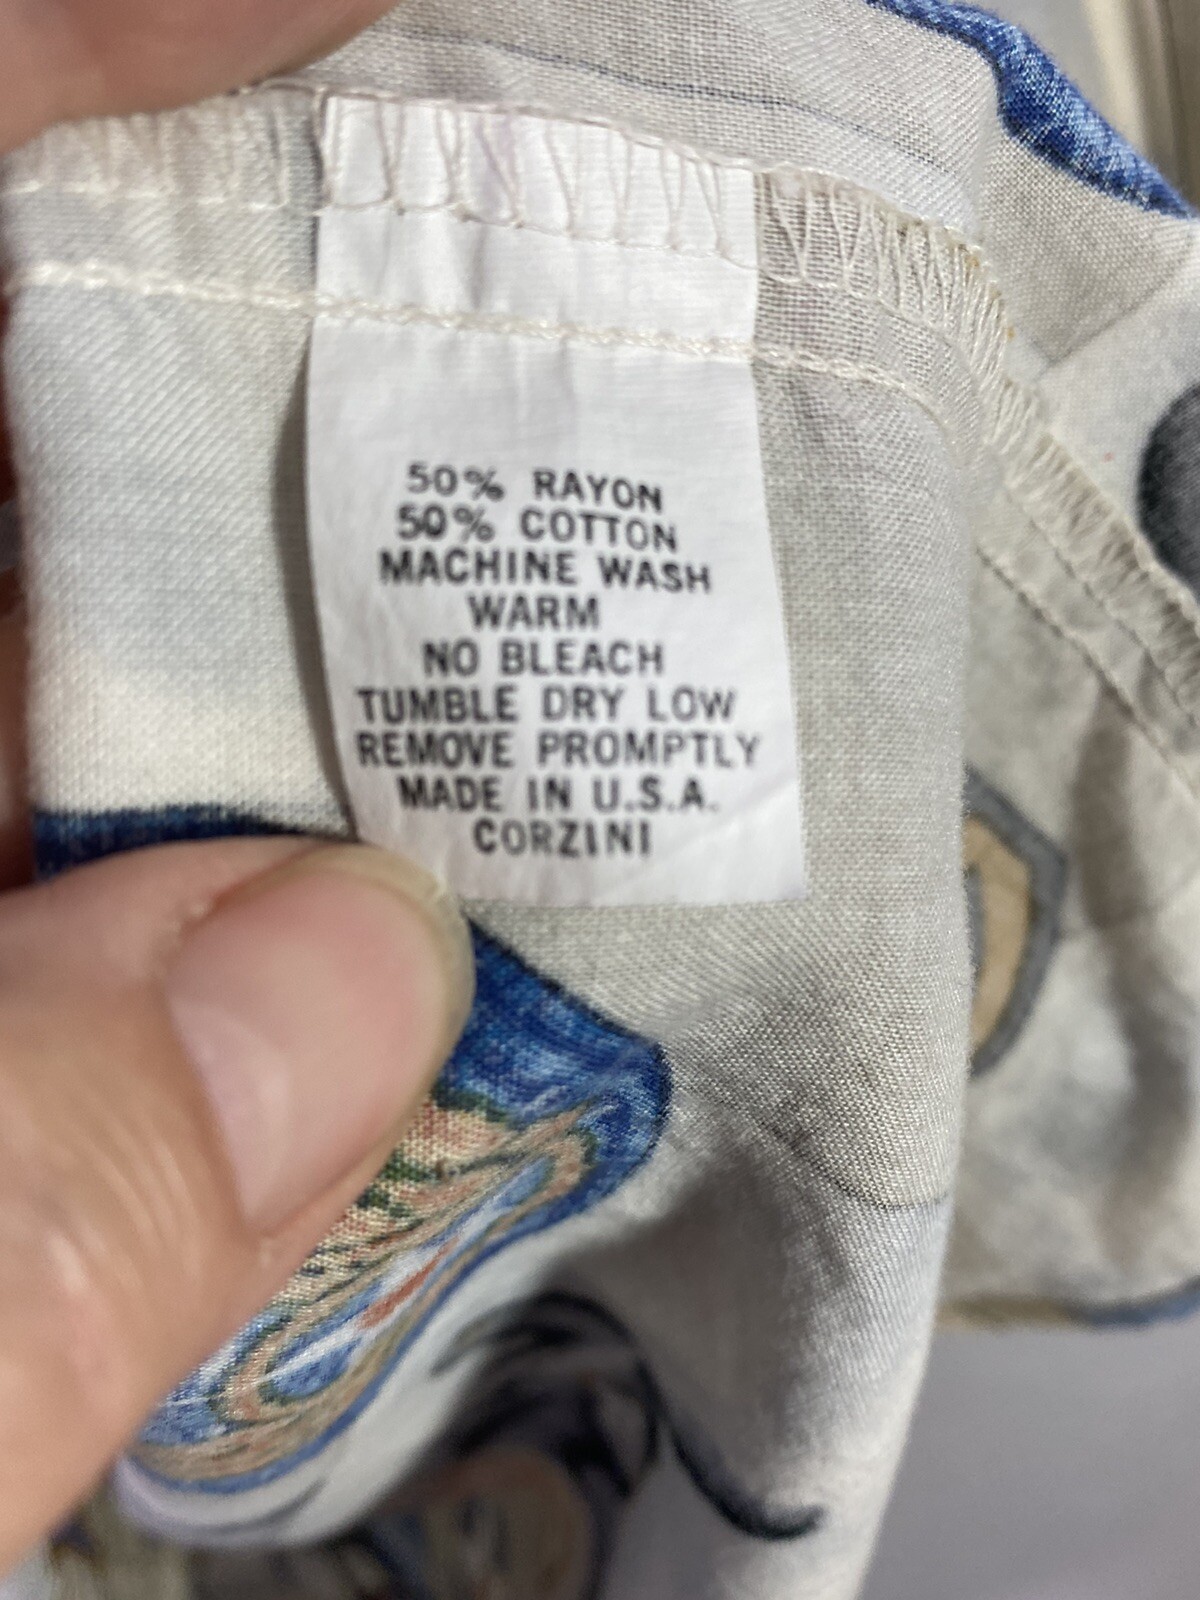 50% RAYON
50% COTTON
MACHINE WASH
WARM
NO BLEACH
TUMBLE DRY LOW
REMOVE PROMPTLY
MADE IN U.S.A.
CORZINI